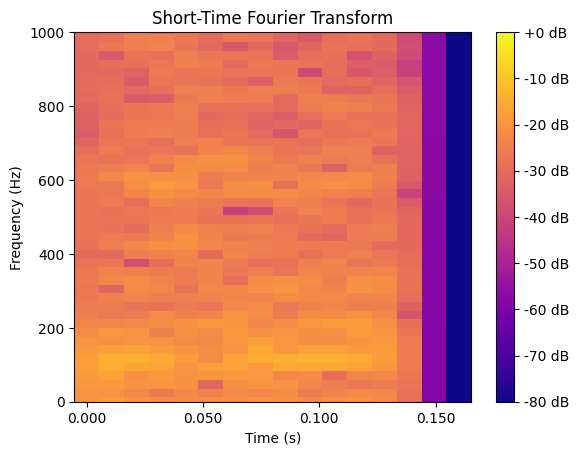 Short-Time Fourier Transform
1000
800
600
400
200
0
Frequency (Hz)
0.000
0.050
0.100
0.150
Time (s)
+0 dB
-10 dB
-20 dB
-30 dB
-40 dB
-50 dB
-60 dB
-70 dB
-80 dB